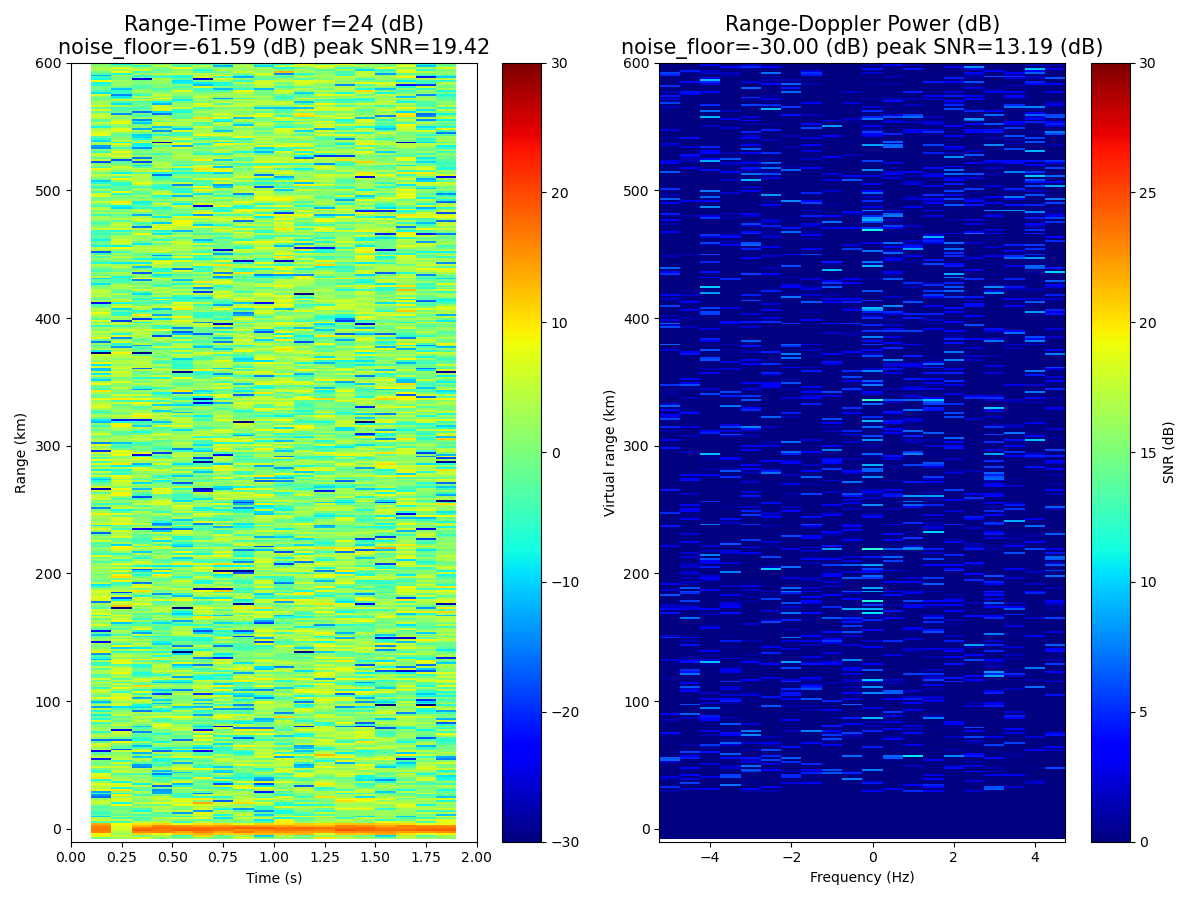 Range-Time Power f=24 (dB)
noise_floor=-61.59 (dB) peak SNR=19.42
600
500
400
300
200
100
0
Range (km)
0.00 0.25 0.50 0.75 1.00 1.25 1.50 1.75 2.00
Time (s)
30
20
10
0
−10
−20
−30
Range-Doppler Power (dB)
noise_floor=-30.00 (dB) peak SNR=13.19 (dB)
600
500
400
300
200
100
0
Virtual range (km)
−4 −2 0 2 4
Frequency (Hz)
30
25
20
15
10
5
0
SNR (dB)